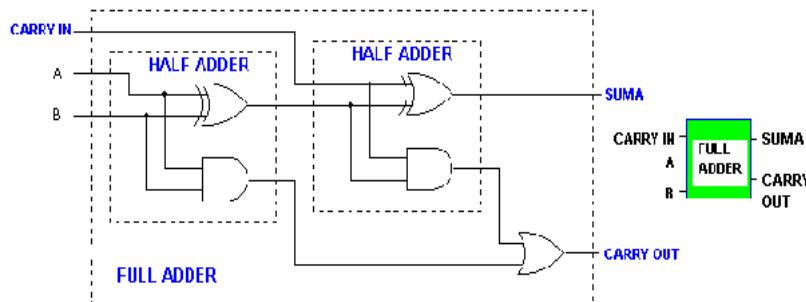 CARRY IN
HALF ADDER
HALF ADDER
A
B
SUMA
CARRY OUT
FULL ADDER
CARRY IN
A
B
FULL
ADDER
SUMA
CARRY
OUT